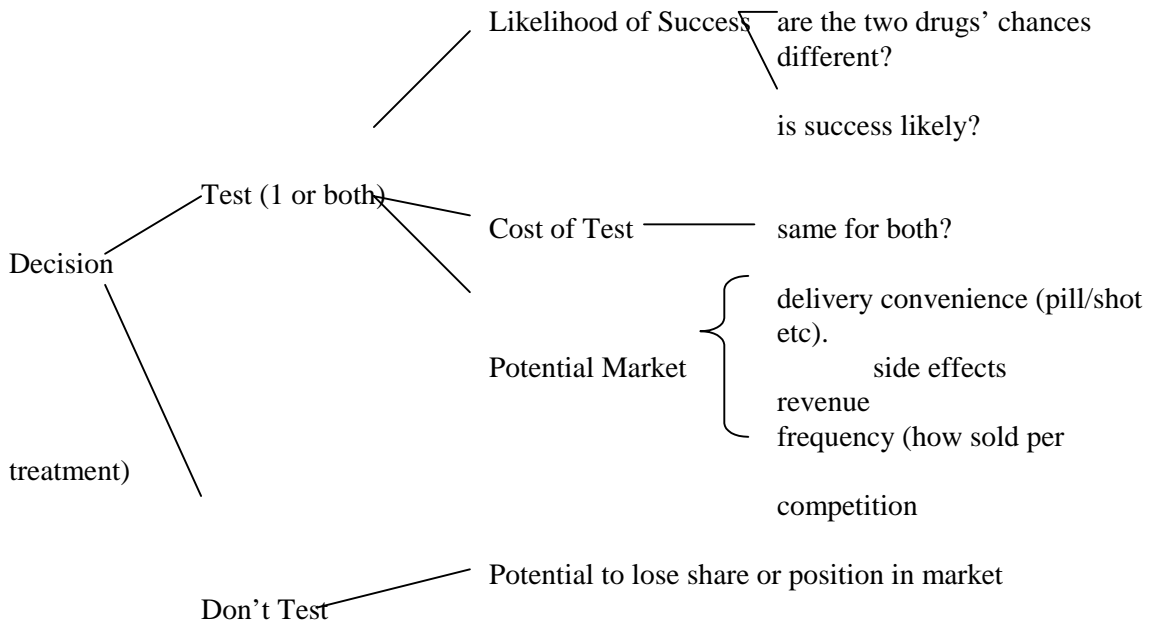 Likelihood of Success
are the two drugs’ chances
different?
is success likely?
Test (1 or both)
Cost of Test
same for both?
Decision
delivery convenience (pill/shot
etc).
Potential Market
side effects
revenue
frequency (how sold per
treatment)
competition
Potential to lose share or position in market
Don’t Test